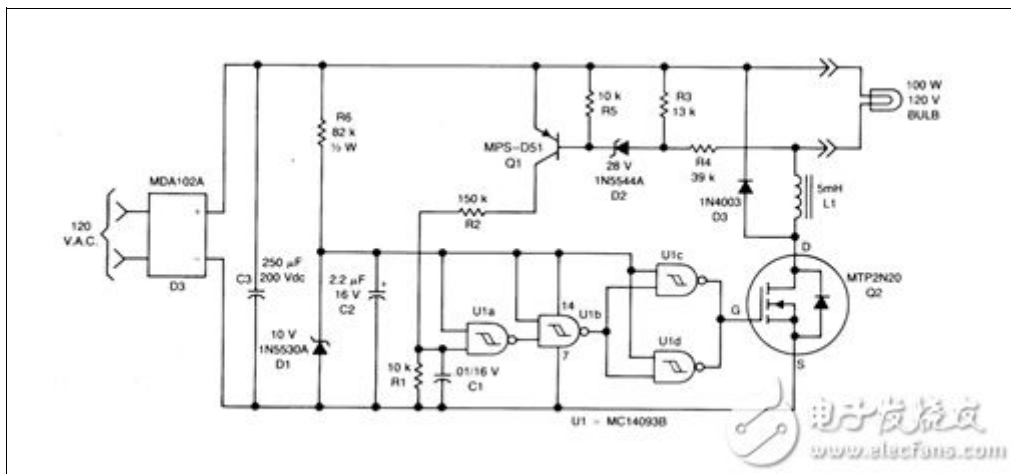 100 W
120 V
BULB
R6
82 k
½ W
10 k
R5
R3
13 k
MPS-D51
Q1
28 V
1N5544A
D2
R4
39 k
1N4003
D3
5mH
L1
MDA102A
+
−
D3
120
V.A.C.
150 k
R2
C3
250 μF
200 Vdc
2.2 μF
16 V
C2
+
10 V
1N5530A
D1
10 k
R1
.01/16 V
C1
U1a
14
U1b
7
U1c
U1d
G
D
S
MTP2N20
Q2
U1 – MC14093B
电子发烧友
www.elecfans.com